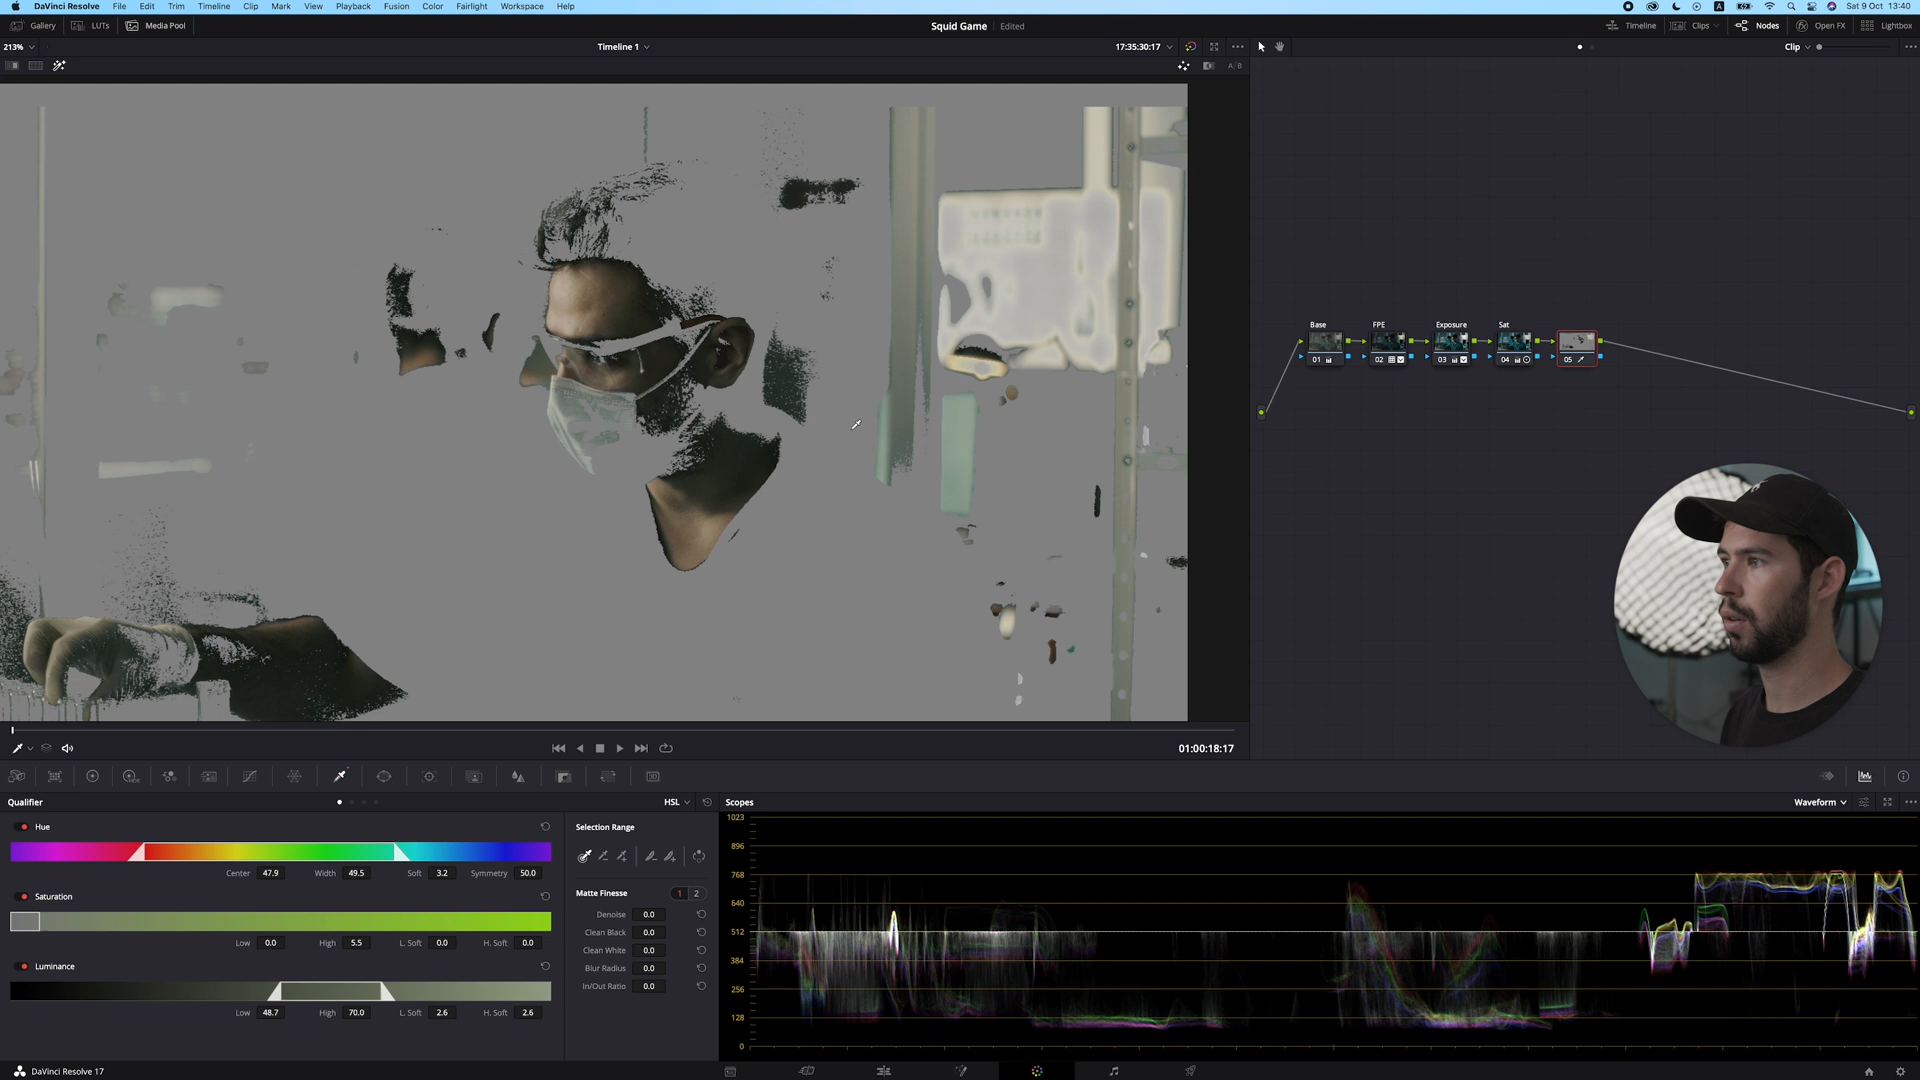 DaVinci Resolve File Edit Trim Timeline Clip Mark View Playback Fusion Color Fairlight Workspace Help A Sat 9 Oct 13:40
Gallery LUTs Media Pool Squid Game Edited Timeline Clips Nodes Open FX Lightbox
213% Timeline 1 17:35:30:17 Clip
A/B
Base FPE Exposure Sat
01 02 03 04 05
01:00:18:17
Qualifier HSL Scopes Waveform
Hue
Center 47.9 Width 49.5 Soft 3.2 Symmetry 50.0
Saturation
Low 0.0 High 5.5 L. Soft 0.0 H. Soft 0.0
Luminance
Low 48.7 High 70.0 L. Soft 2.6 H. Soft 2.6
Selection Range
Matte Finesse 1 2
Denoise 0.0
Clean Black 0.0
Clean White 0.0
Blur Radius 0.0
In/Out Ratio 0.0
1023
896
768
640
512
384
256
128
0
DaVinci Resolve 17